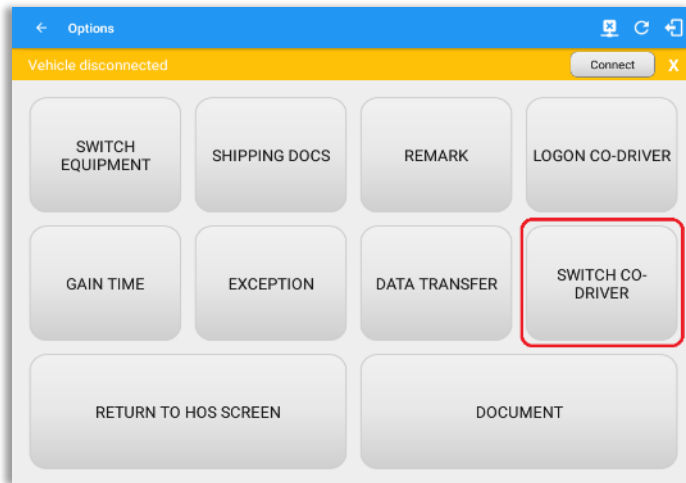 Options
Vehicle disconnected
Connect
X
SWITCH
EQUIPMENT
SHIPPING DOCS
REMARK
LOGON CO-DRIVER
GAIN TIME
EXCEPTION
DATA TRANSFER
SWITCH CO-
DRIVER
RETURN TO HOS SCREEN
DOCUMENT